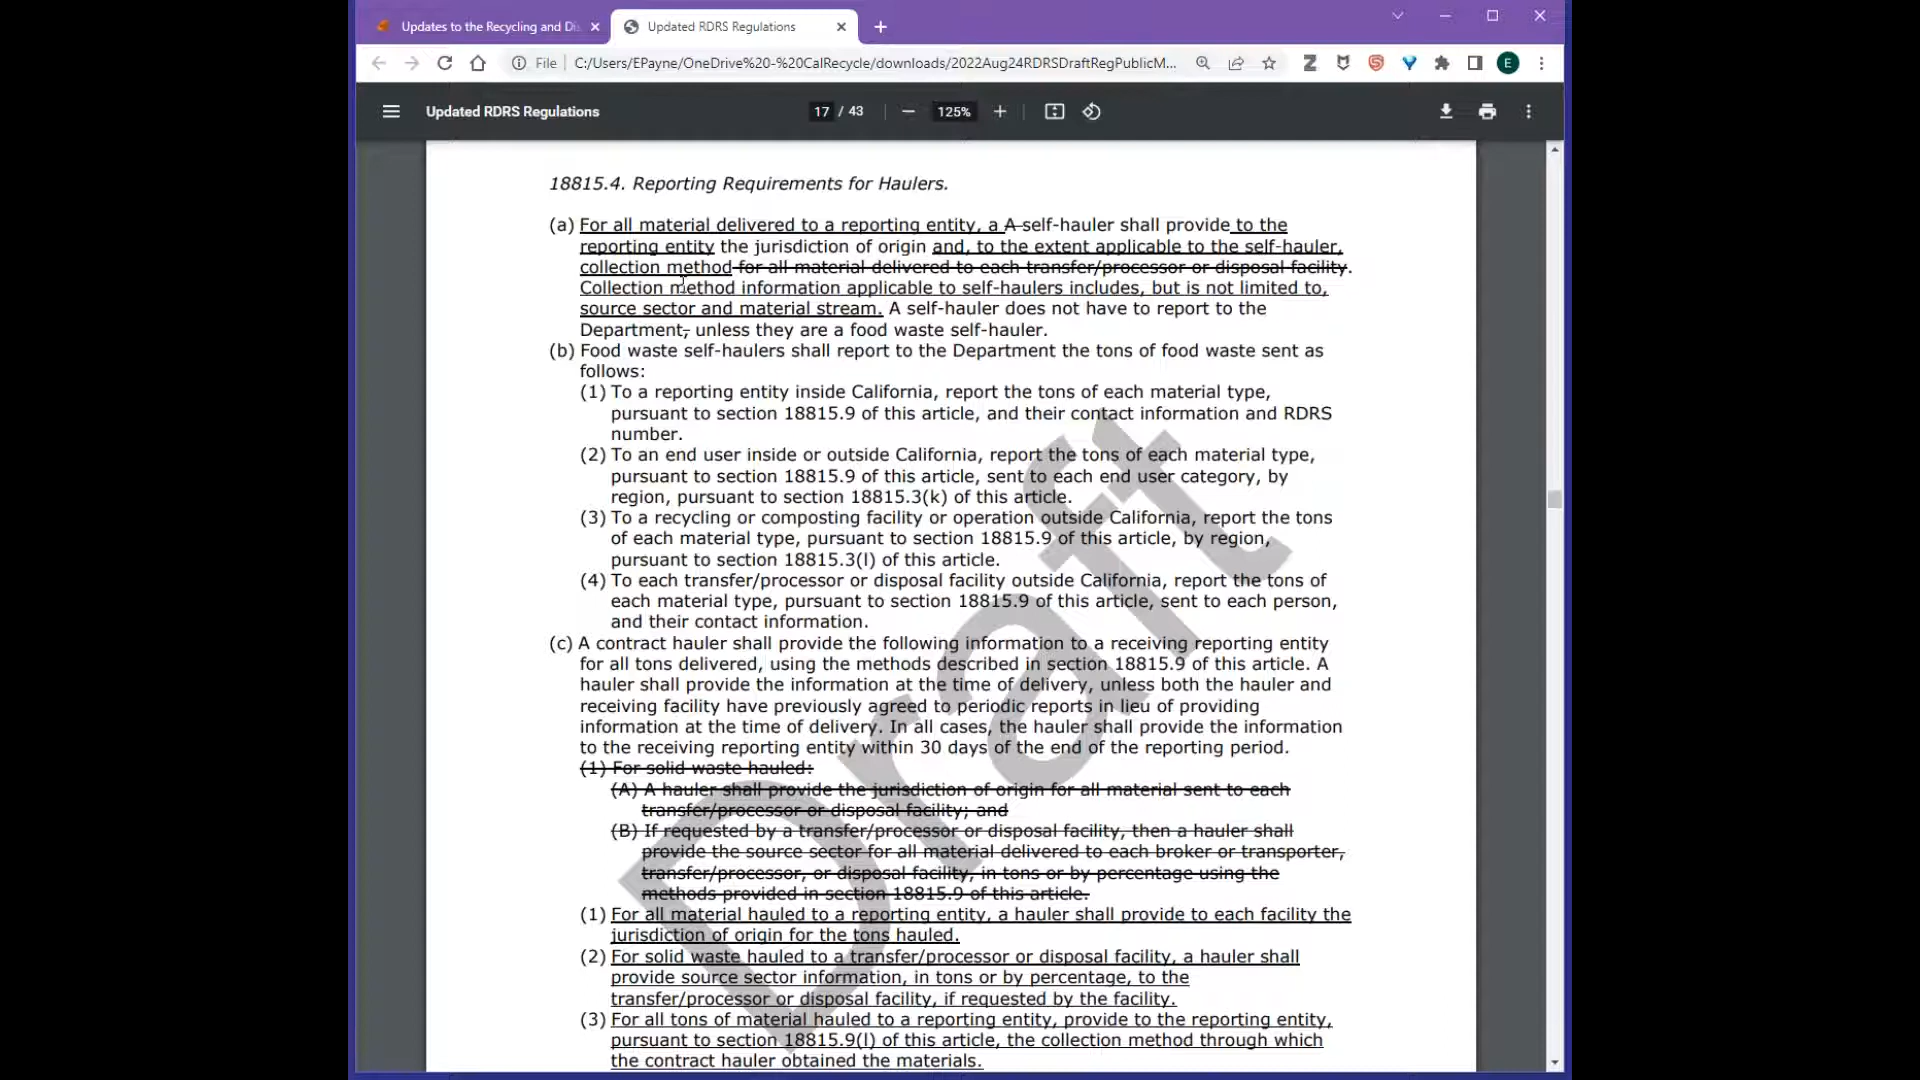 Updates to the Recycling and Di
Updated RDRS Regulations
File
C:/Users/EPayne/OneDrive%20-%20CalRecycle/downloads/2022Aug24RDRSDraftRegPublicM...
E
Updated RDRS Regulations
17 / 43
125%
18815.4. Reporting Requirements for Haulers.
(a) For all material delivered to a reporting entity, a A self-hauler shall provide to the
reporting entity the jurisdiction of origin and, to the extent applicable to the self-hauler,
collection method for all material delivered to each transfer/processor or disposal facility.
Collection method information applicable to self-haulers includes, but is not limited to,
source sector and material stream. A self-hauler does not have to report to the
Department, unless they are a food waste self-hauler.
(b) Food waste self-haulers shall report to the Department the tons of food waste sent as
follows:
(1) To a reporting entity inside California, report the tons of each material type,
pursuant to section 18815.9 of this article, and their contact information and RDRS
number.
(2) To an end user inside or outside California, report the tons of each material type,
pursuant to section 18815.9 of this article, sent to each end user category, by
region, pursuant to section 18815.3(k) of this article.
(3) To a recycling or composting facility or operation outside California, report the tons
of each material type, pursuant to section 18815.9 of this article, by region,
pursuant to section 18815.3(l) of this article.
(4) To each transfer/processor or disposal facility outside California, report the tons of
each material type, pursuant to section 18815.9 of this article, sent to each person,
and their contact information.
(c) A contract hauler shall provide the following information to a receiving reporting entity
for all tons delivered, using the methods described in section 18815.9 of this article. A
hauler shall provide the information at the time of delivery, unless both the hauler and
receiving facility have previously agreed to periodic reports in lieu of providing
information at the time of delivery. In all cases, the hauler shall provide the information
to the receiving reporting entity within 30 days of the end of the reporting period.
(1) For solid waste hauled:
(A) A hauler shall provide the jurisdiction of origin for all material sent to each
transfer/processor or disposal facility; and
(B) If requested by a transfer/processor or disposal facility, then a hauler shall
provide the source sector for all material delivered to each broker or transporter,
transfer/processor, or disposal facility, in tons or by percentage using the
methods provided in section 18815.9 of this article.
(1) For all material hauled to a reporting entity, a hauler shall provide to each facility the
jurisdiction of origin for the tons hauled.
(2) For solid waste hauled to a transfer/processor or disposal facility, a hauler shall
provide source sector information, in tons or by percentage, to the
transfer/processor or disposal facility, if requested by the facility.
(3) For all tons of material hauled to a reporting entity, provide to the reporting entity,
pursuant to section 18815.9(l) of this article, the collection method through which
the contract hauler obtained the materials.
Draft